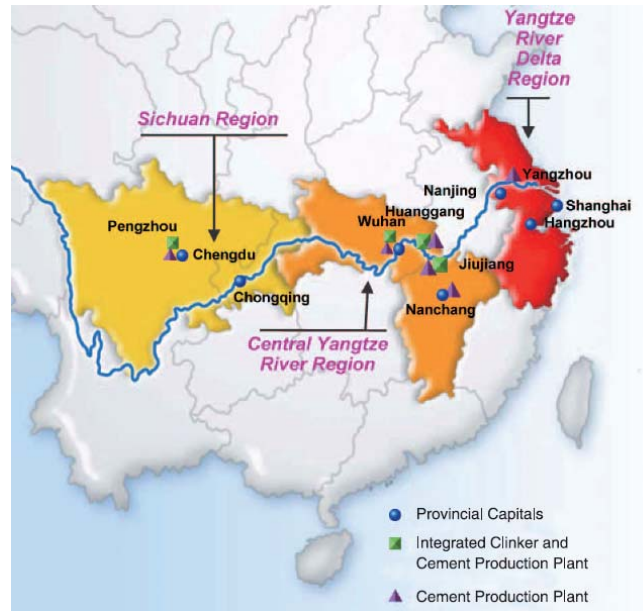 Yangtze
River
Delta
Region
Sichuan Region
Yangzhou
Nanjing
Shanghai
Huanggang
Hangzhou
Pengzhou
Wuhan
Chengdu
Jiujiang
Chongqing
Nanchang
Central Yangtze
River Region
Provincial Capitals
Integrated Clinker and
Cement Production Plant
Cement Production Plant